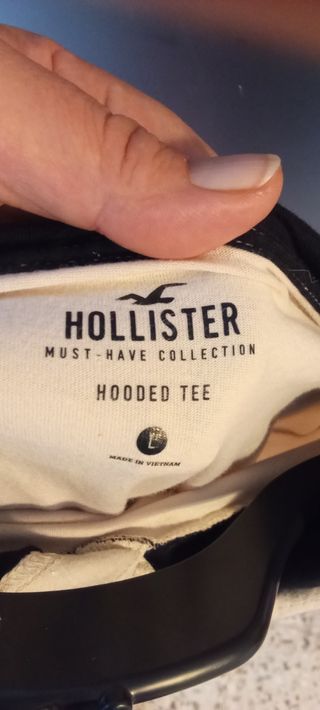 HOLLISTER
MUST-HAVE COLLECTION
HOODED TEE
L
MADE IN VIETNAM